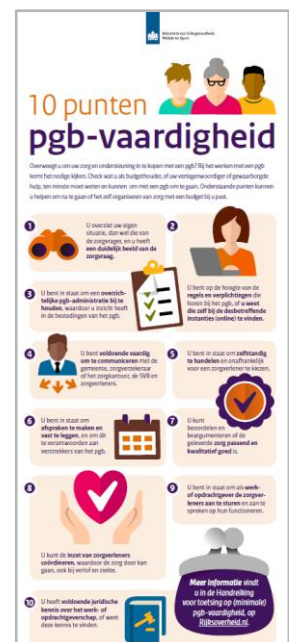 Ministerie van Volksgezondheid,
Welzijn en Sport
10 punten
pgb-vaardigheid
Overweegt u om uw zorg en ondersteuning in te kopen met een pgb? Bij het werken met een pgb
komt het nodige kijken. Check wat u als budgethouder, of uw vertegenwoordiger of gewaarborgde
hulp, ten minste moet weten en kunnen om met een pgb om te gaan. Onderstaande punten kunnen
u helpen om na te gaan of het zelf organiseren van zorg met een budget bij u past.
1
U overziet uw eigen
situatie, dan wel die van
de zorgvrager, en u heeft
een duidelijk beeld van de
zorgvraag.
2
U bent op de hoogte van de
regels en verplichtingen die
horen bij het pgb, of u weet
die zelf bij de desbetreffende
instanties (online) te vinden.
3
U bent in staat om een overzich-
telijke pgb-administratie bij te
houden, waardoor u inzicht heeft
in de bestedingen van het pgb.
4
U bent voldoende vaardig
om te communiceren met de
gemeente, zorgverzekeraar
of het zorgkantoor, de SVB en
zorgverleners.
5
U bent in staat om zelfstandig
te handelen en onafhankelijk
voor een zorgverlener te kiezen.
6
U bent in staat om
afspraken te maken en
vast te leggen, en om dit
te verantwoorden aan
verstrekkers van het pgb.
7
U kunt
beoordelen en
beargumenteren of de
geleverde zorg passend en
kwalitatief goed is.
8
U kunt de inzet van zorgverleners
coördineren, waardoor de zorg door kan
gaan, ook bij verlof en ziekte.
9
U bent in staat om als werk-
of opdrachtgever de zorgver-
leners aan te sturen en aan te
spreken op hun functioneren.
10
U heeft voldoende juridische
kennis over het werk- of
opdrachtgeverschap, of weet
deze kennis te vinden.
Meer informatie vindt
u in de Handreiking
voor toetsing op (minimale)
pgb-vaardigheid, op
Rijksoverheid.nl.